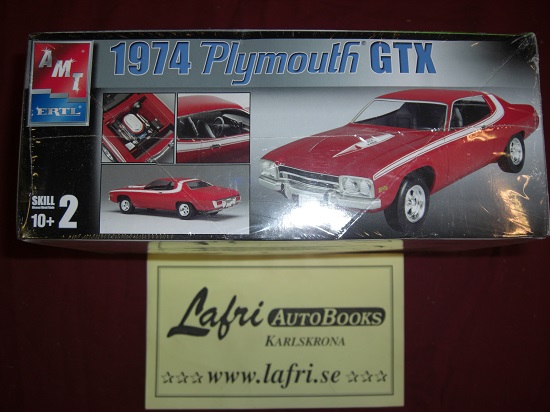 AMT
ERTL
1974 Plymouth GTX
SKILL 2
10+
Lafri AUTOBOOKS
KARLSKRONA
☆☆☆ www.lafri.se ☆☆☆